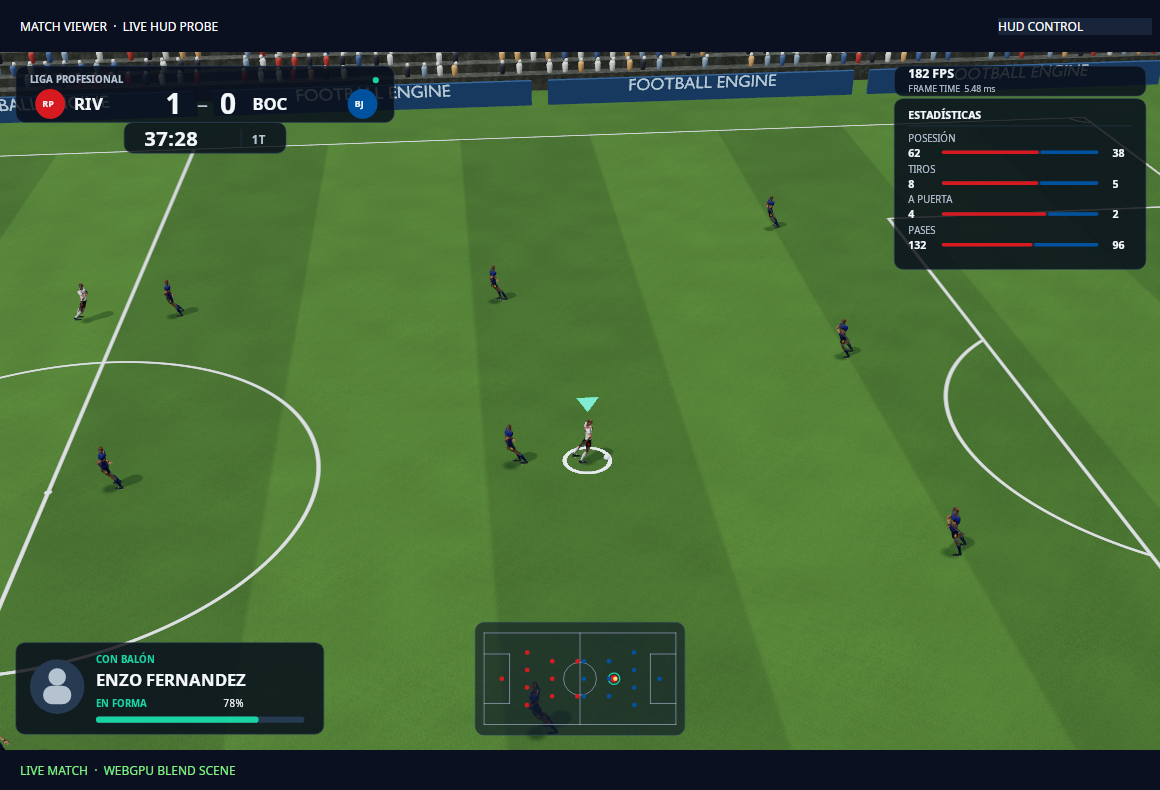 MATCH VIEWER · LIVE HUD PROBE
HUD CONTROL
LIGA PROFESIONAL
RP RIV 1 – 0 BOC BJ
37:28 1T
FOOTBALL ENGINE
FOOTBALL ENGINE
FOOTBALL ENGINE
182 FPS
FRAME TIME 5.48 ms
ESTADÍSTICAS
POSESIÓN
62 38
TIROS
8 5
A PUERTA
4 2
PASES
132 96
CON BALÓN
ENZO FERNANDEZ
EN FORMA 78%
LIVE MATCH · WEBGPU BLEND SCENE